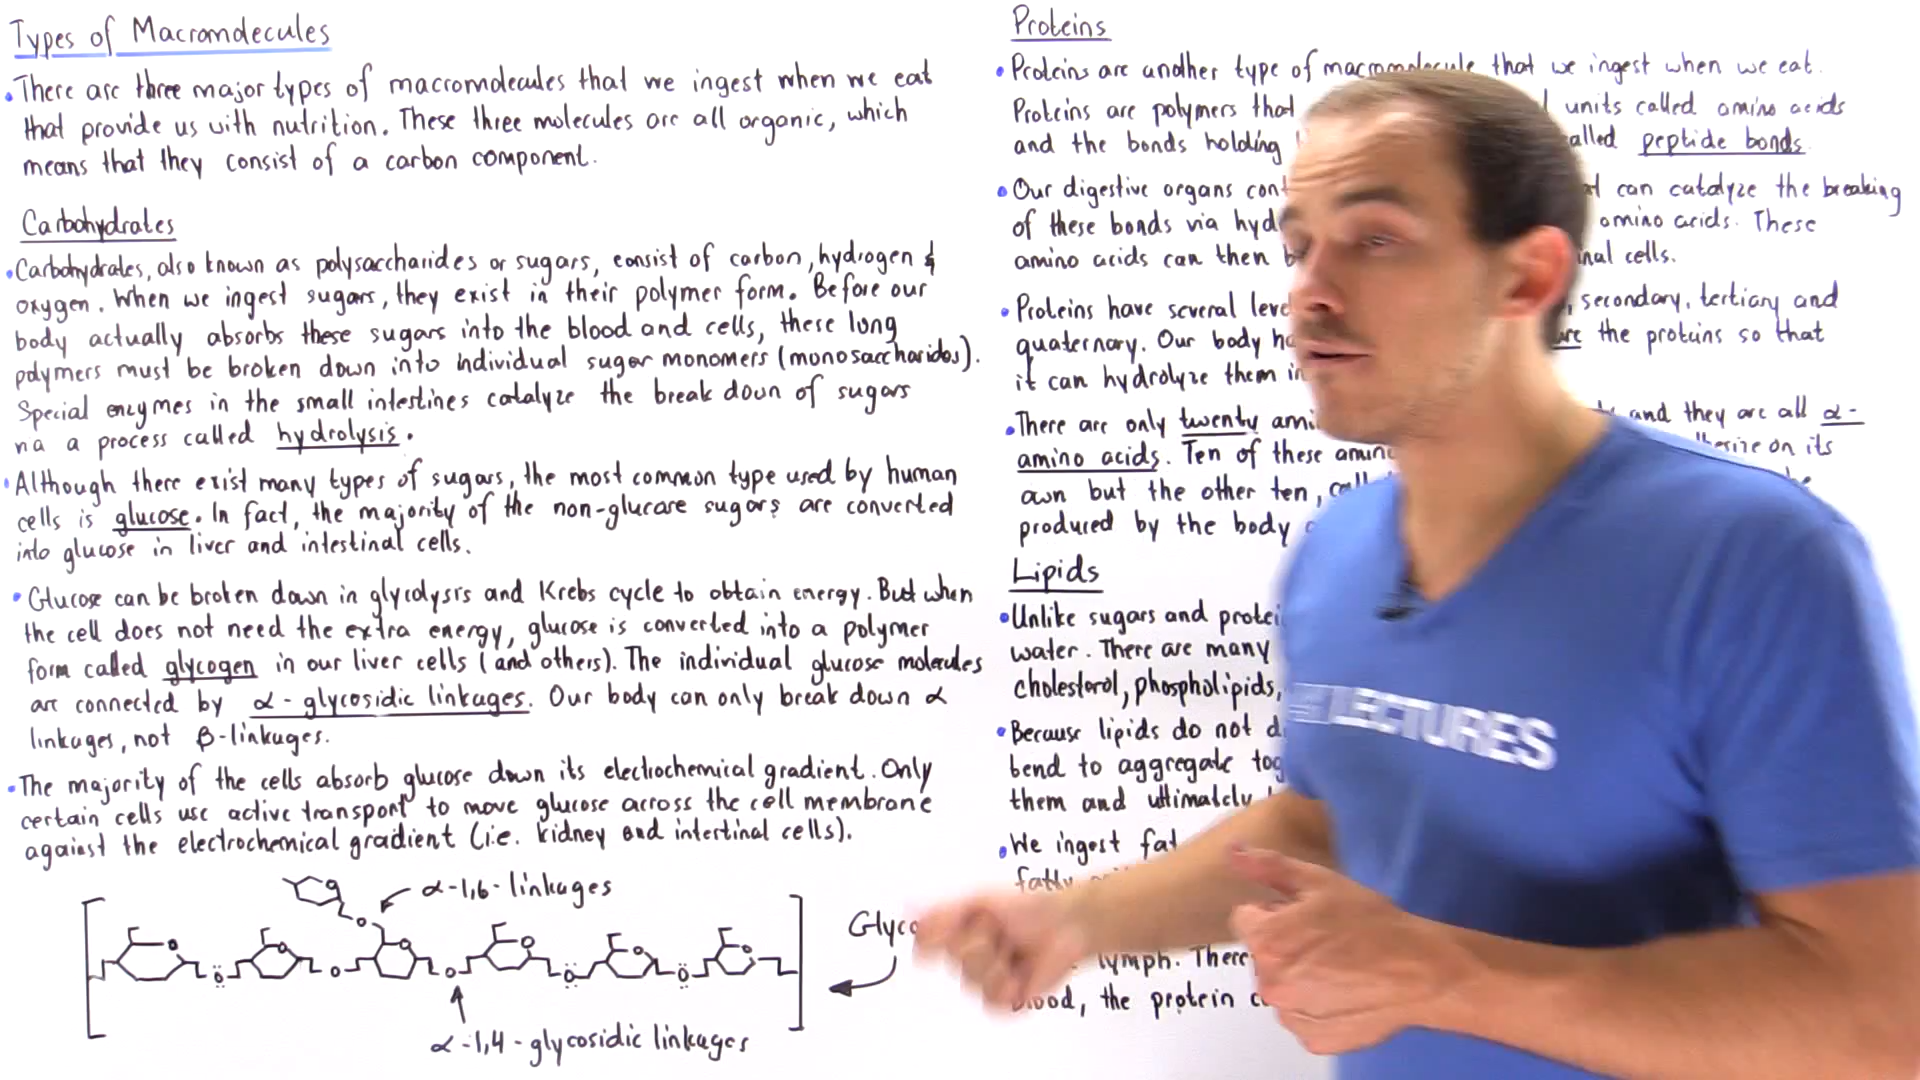 Types of Macromolecules
• There are three major types of macromolecules that we ingest when we eat
that provide us with nutrition. These three molecules are all organic, which
means that they consist of a carbon component.
Carbohydrates
• Carbohydrates, also known as polysaccharides or sugars, consist of carbon, hydrogen &
oxygen. When we ingest sugars, they exist in their polymer form. Before our
body actually absorbs these sugars into the blood and cells, these long
polymers must be broken down into individual sugar monomers (monosaccharides).
Special enzymes in the small intestines catalyze the break down of sugars
via a process called hydrolysis.
• Although there exist many types of sugars, the most common type used by human
cells is glucose. In fact, the majority of the non-glucose sugars are converted
into glucose in liver and intestinal cells.
• Glucose can be broken down in glycolysis and Krebs cycle to obtain energy. But when
the cell does not need the extra energy, glucose is converted into a polymer
form called glycogen in our liver cells (and others). The individual glucose molecules
are connected by α-glycosidic linkages. Our body can only break down α
linkages, not β-linkages.
• The majority of the cells absorb glucose down its electrochemical gradient. Only
certain cells use active transport to move glucose across the cell membrane
against the electrochemical gradient (i.e. kidney and intertinal cells).
α-1,6-linkages
Glyco
α-1,4-glycosidic linkages
Proteins
• Proteins are another type of macromolecule that we ingest when we eat.
Proteins are polymers that units called amino acids
and the bonds holding called peptide bonds.
• Our digestive organs can catalyze the breaking
of these bonds via amino acids. These
amino acids can then cells.
• Proteins have several , secondary, tertiary and
quaternary. Our body the proteins so that
it can hydrolyze them
• There are only twenty and they are all α-
amino acids. Ten of these on its
own but the other ten,
produced by the body
Lipids
• Unlike sugars and
water. There are many
cholesterol, phospholipids,
• Because lipids do not
bend to aggregate
them and ultimately
• We ingest
fatty
lymph. There
blood, the protein
LECTURES